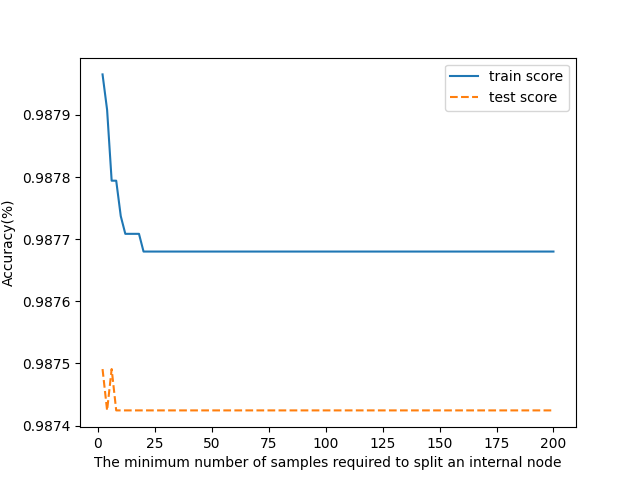 train score
test score
0.9879
0.9878
0.9877
0.9876
0.9875
0.9874
Accuracy(%)
0 25 50 75 100 125 150 175 200
The minimum number of samples required to split an internal node